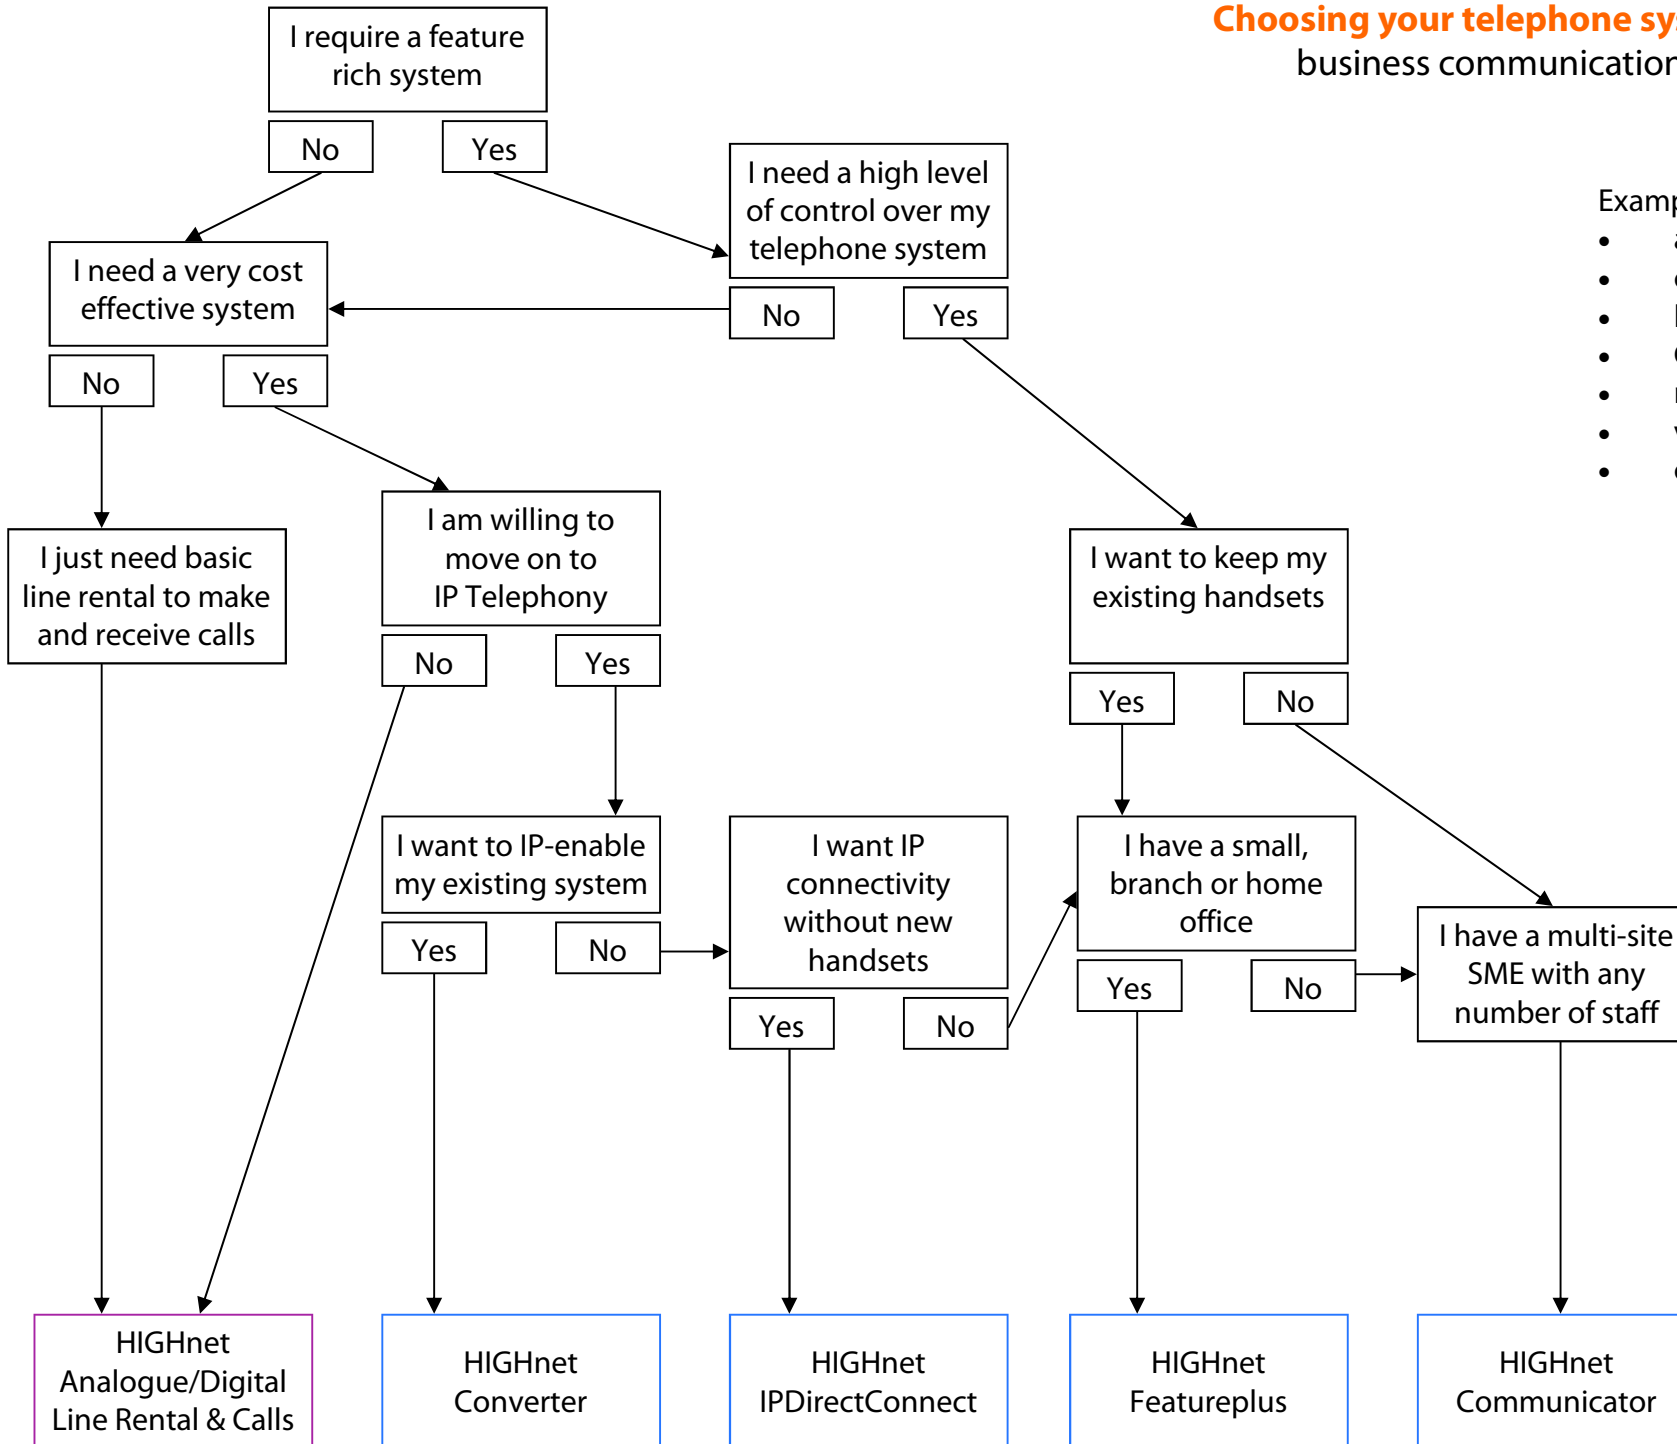 Choosing your telephone
business communication
I require a feature
rich system
No
Yes
I need a high level
of control over my
telephone system
No
Yes
I need a very cost
effective system
No
Yes
I just need basic
line rental to make
and receive calls
I am willing to
move on to
IP Telephony
No
Yes
I want to keep my
existing handsets
Yes
No
I want to IP-enable
my existing system
Yes
No
I want IP
connectivity
without new
handsets
Yes
No
I have a small,
branch or home
office
Yes
No
I have a multi-site
SME with any
number of staff
HIGHnet
Analogue/Digital
Line Rental & Calls
HIGHnet
Converter
HIGHnet
IPDirectConnect
HIGHnet
Featureplus
HIGHnet
Communicator